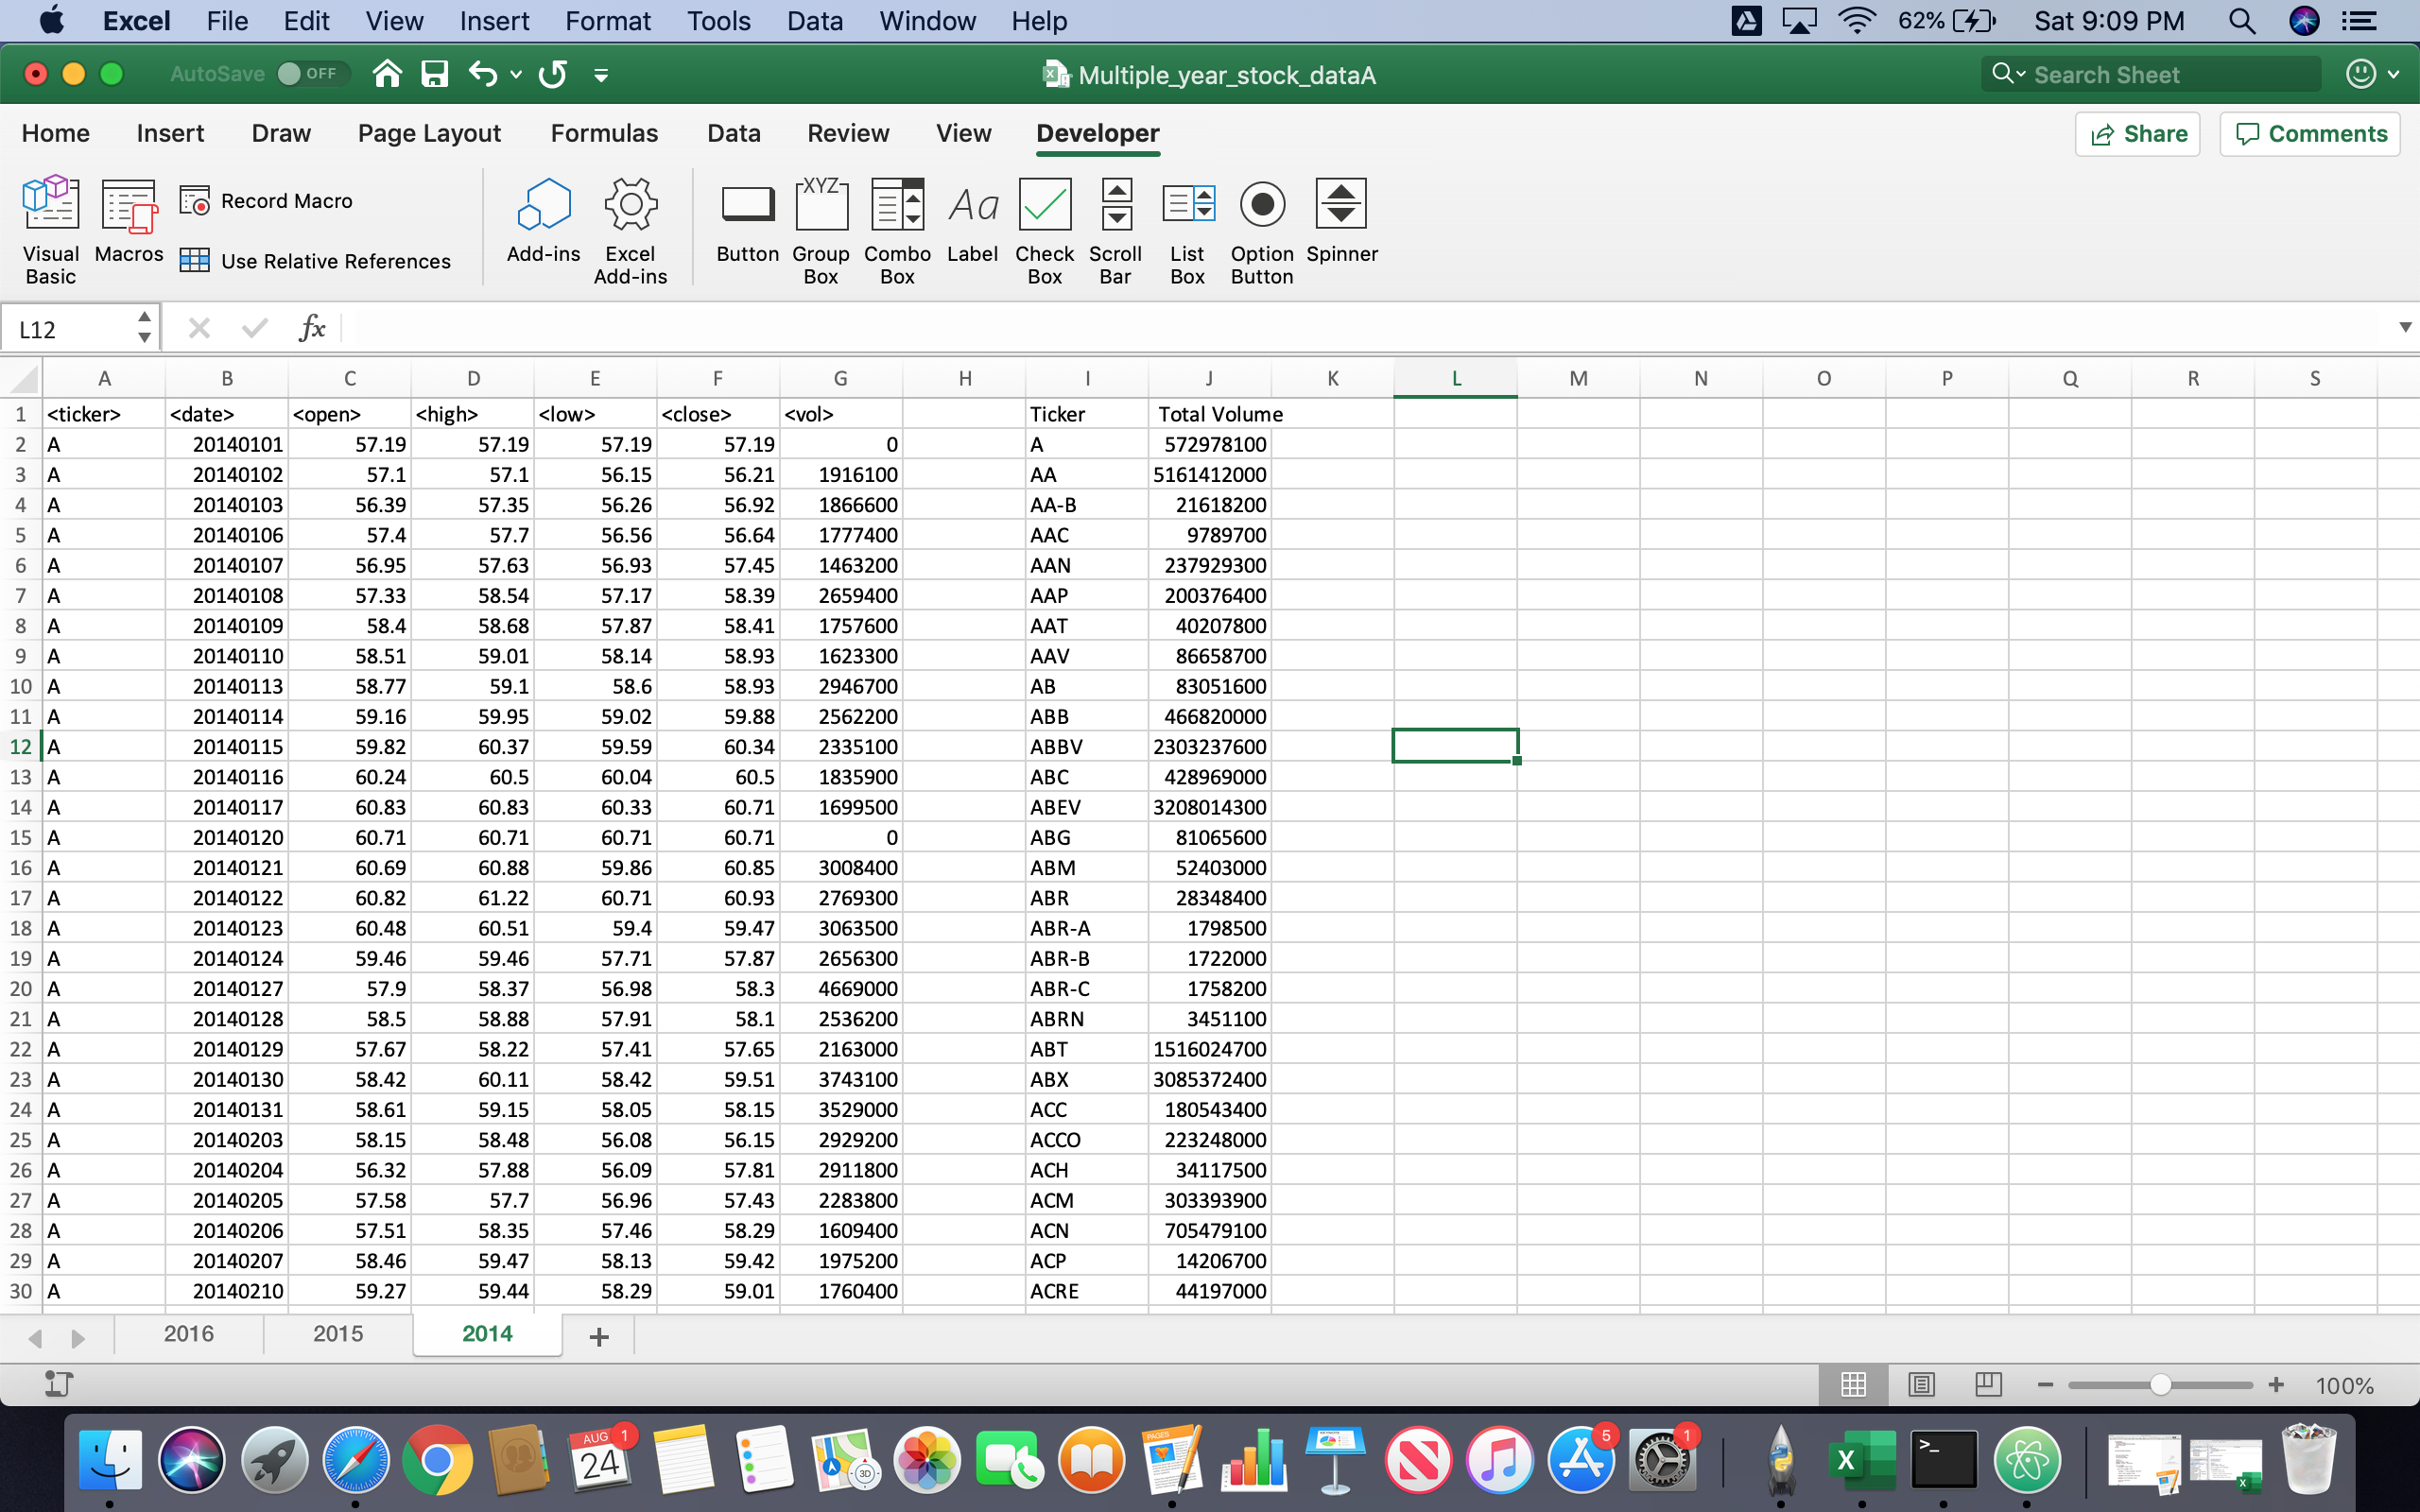 Excel File Edit View Insert Format Tools Data Window Help 62% Sat 9:09 PM
AutoSave OFF Multiple_year_stock_dataA Search Sheet
Home Insert Draw Page Layout Formulas Data Review View Developer Share Comments
Visual Basic Macros Record Macro Use Relative References Add-ins Excel Add-ins XYZ Aa Button Group Box Combo Box Label Check Box Scroll Bar List Box Option Button Spinner
L12 fx
A B C D E F G H I J K L M N O P Q R S
1 <ticker> <date> <open> <high> <low> <close> <vol> Ticker Total Volume
2 A 20140101 57.19 57.19 57.19 57.19 0 A 572978100
3 A 20140102 57.1 57.1 56.15 56.21 1916100 AA 5161412000
4 A 20140103 56.39 57.35 56.26 56.92 1866600 AA-B 21618200
5 A 20140106 57.4 57.7 56.56 56.64 1777400 AAC 9789700
6 A 20140107 56.95 57.63 56.93 57.45 1463200 AAN 237929300
7 A 20140108 57.33 58.54 57.17 58.39 2659400 AAP 200376400
8 A 20140109 58.4 58.68 57.87 58.41 1757600 AAT 40207800
9 A 20140110 58.51 59.01 58.14 58.93 1623300 AAV 86658700
10 A 20140113 58.77 59.1 58.6 58.93 2946700 AB 83051600
11 A 20140114 59.16 59.95 59.02 59.88 2562200 ABB 466820000
12 A 20140115 59.82 60.37 59.59 60.34 2335100 ABBV 2303237600
13 A 20140116 60.24 60.5 60.04 60.5 1835900 ABC 428969000
14 A 20140117 60.83 60.83 60.33 60.71 1699500 ABEV 3208014300
15 A 20140120 60.71 60.71 60.71 60.71 0 ABG 81065600
16 A 20140121 60.69 60.88 59.86 60.85 3008400 ABM 52403000
17 A 20140122 60.82 61.22 60.71 60.93 2769300 ABR 28348400
18 A 20140123 60.48 60.51 59.4 59.47 3063500 ABR-A 1798500
19 A 20140124 59.46 59.46 57.71 57.87 2656300 ABR-B 1722000
20 A 20140127 57.9 58.37 56.98 58.3 4669000 ABR-C 1758200
21 A 20140128 58.5 58.88 57.91 58.1 2536200 ABRN 3451100
22 A 20140129 57.67 58.22 57.41 57.65 2163000 ABT 1516024700
23 A 20140130 58.42 60.11 58.42 59.51 3743100 ABX 3085372400
24 A 20140131 58.61 59.15 58.05 58.15 3529000 ACC 180543400
25 A 20140203 58.15 58.48 56.08 56.15 2929200 ACCO 223248000
26 A 20140204 56.32 57.88 56.09 57.81 2911800 ACH 34117500
27 A 20140205 57.58 57.7 56.96 57.43 2283800 ACM 303393900
28 A 20140206 57.51 58.35 57.46 58.29 1609400 ACN 705479100
29 A 20140207 58.46 59.47 58.13 59.42 1975200 ACP 14206700
30 A 20140210 59.27 59.44 58.29 59.01 1760400 ACRE 44197000
2016 2015 2014
100%
AUG 24 1 3D PAGES 5 1 X